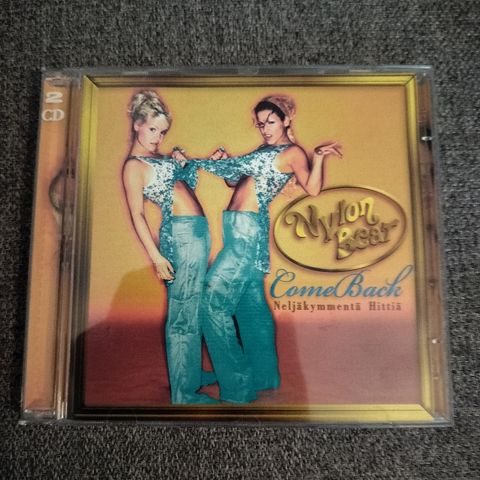 2
CD
Nylon
Beat
Come Back
Neljäkymmentä Hittiä